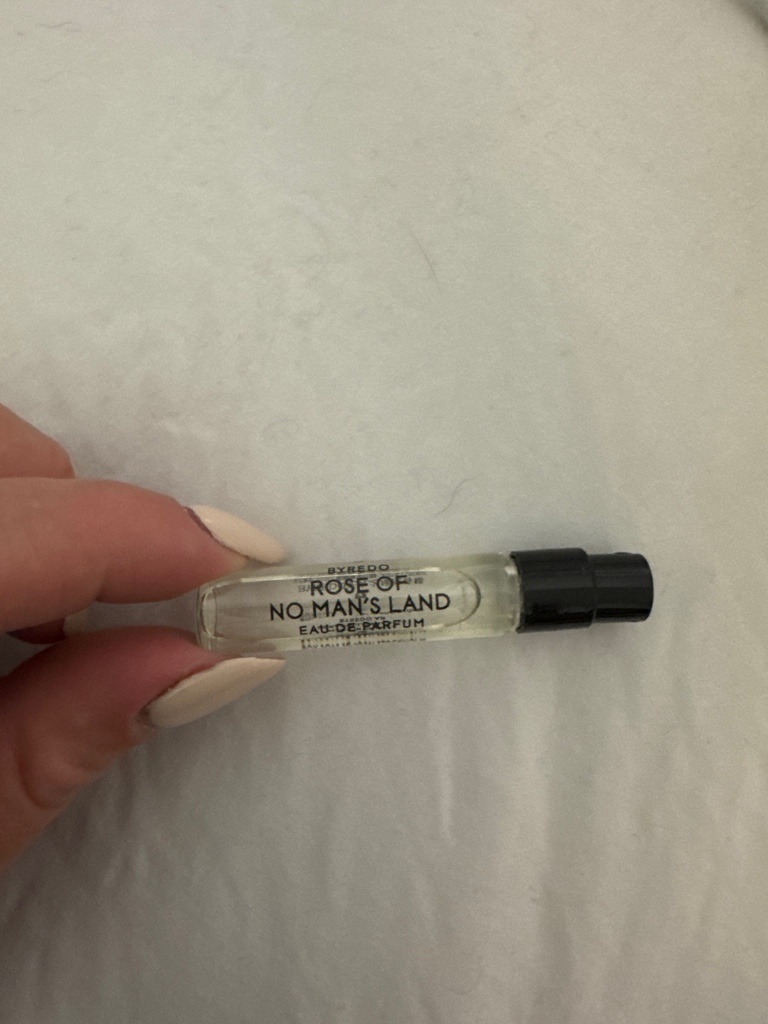 BYREDO
ROSE OF
NO MAN'S LAND
EAU DE PARFUM